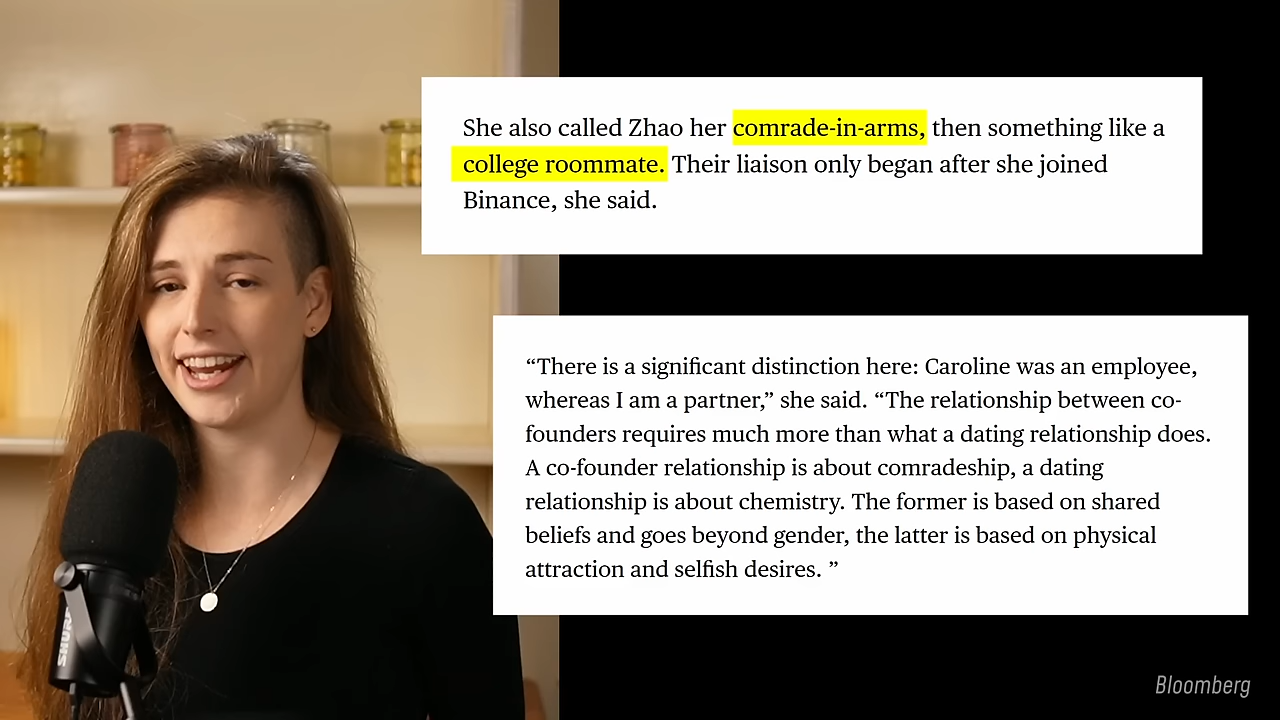 She also called Zhao her comrade-in-arms, then something like a
college roommate. Their liaison only began after she joined
Binance, she said.
“There is a significant distinction here: Caroline was an employee,
whereas I am a partner,” she said. “The relationship between co-
founders requires much more than what a dating relationship does.
A co-founder relationship is about comradeship, a dating
relationship is about chemistry. The former is based on shared
beliefs and goes beyond gender, the latter is based on physical
attraction and selfish desires. ”
SHURE
Bloomberg